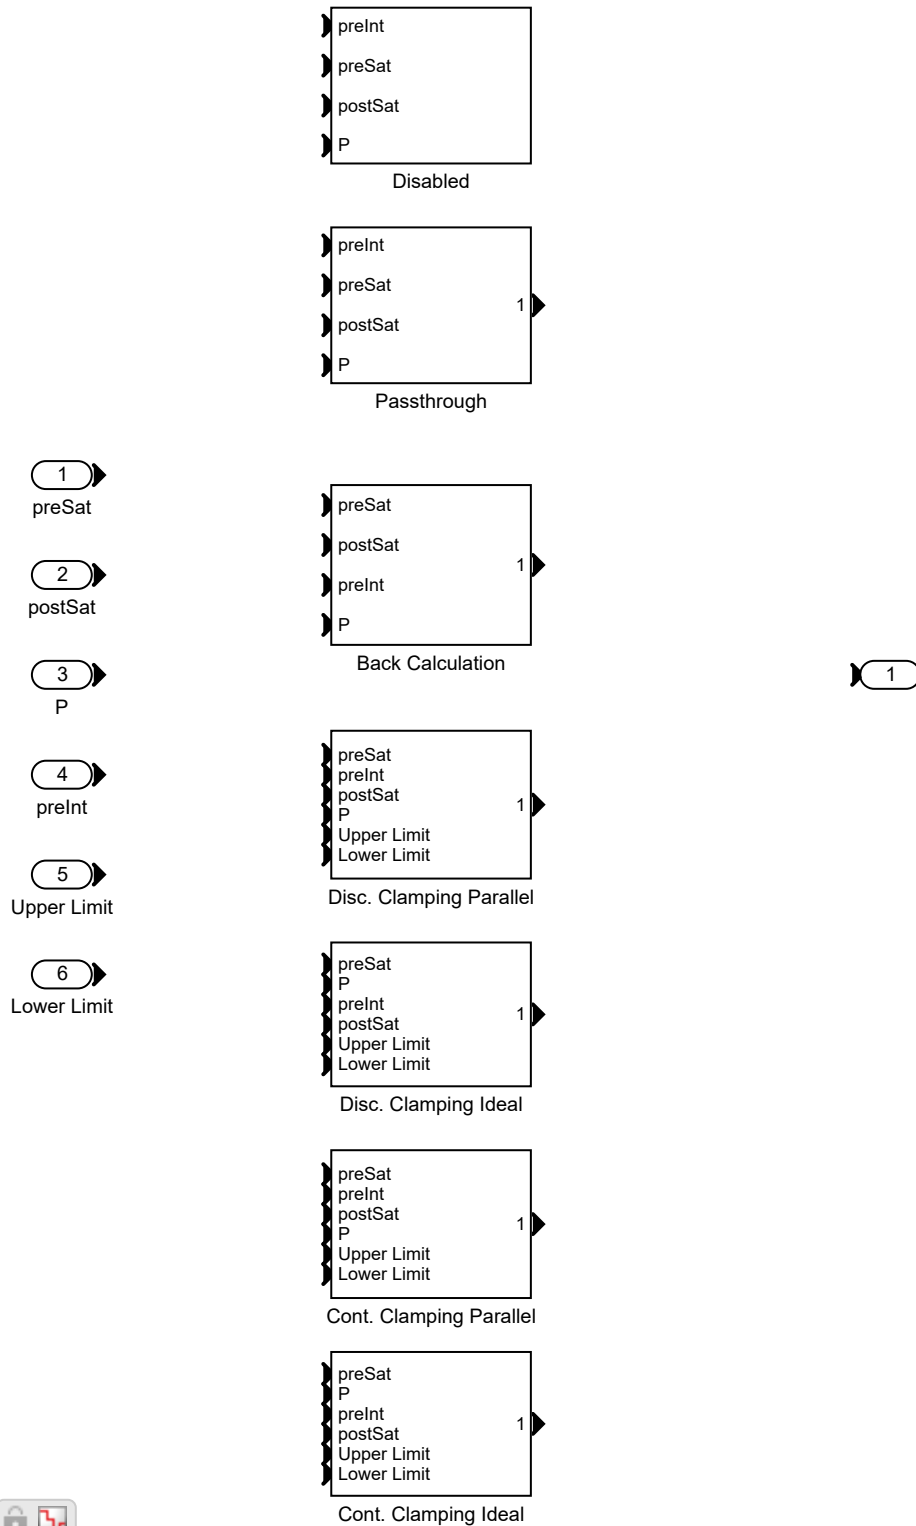 preInt
preSat
postSat
P
Disabled
preInt
preSat
postSat
P
1
Passthrough
1
preSat
2
postSat
3
P
4
preInt
5
Upper Limit
6
Lower Limit
preSat
postSat
preInt
P
1
Back Calculation
preSat
preInt
postSat
P
Upper Limit
Lower Limit
1
Disc. Clamping Parallel
preSat
P
preInt
postSat
Upper Limit
Lower Limit
1
Disc. Clamping Ideal
preSat
preInt
postSat
P
Upper Limit
Lower Limit
1
Cont. Clamping Parallel
preSat
P
preInt
postSat
Upper Limit
Lower Limit
1
Cont. Clamping Ideal
1